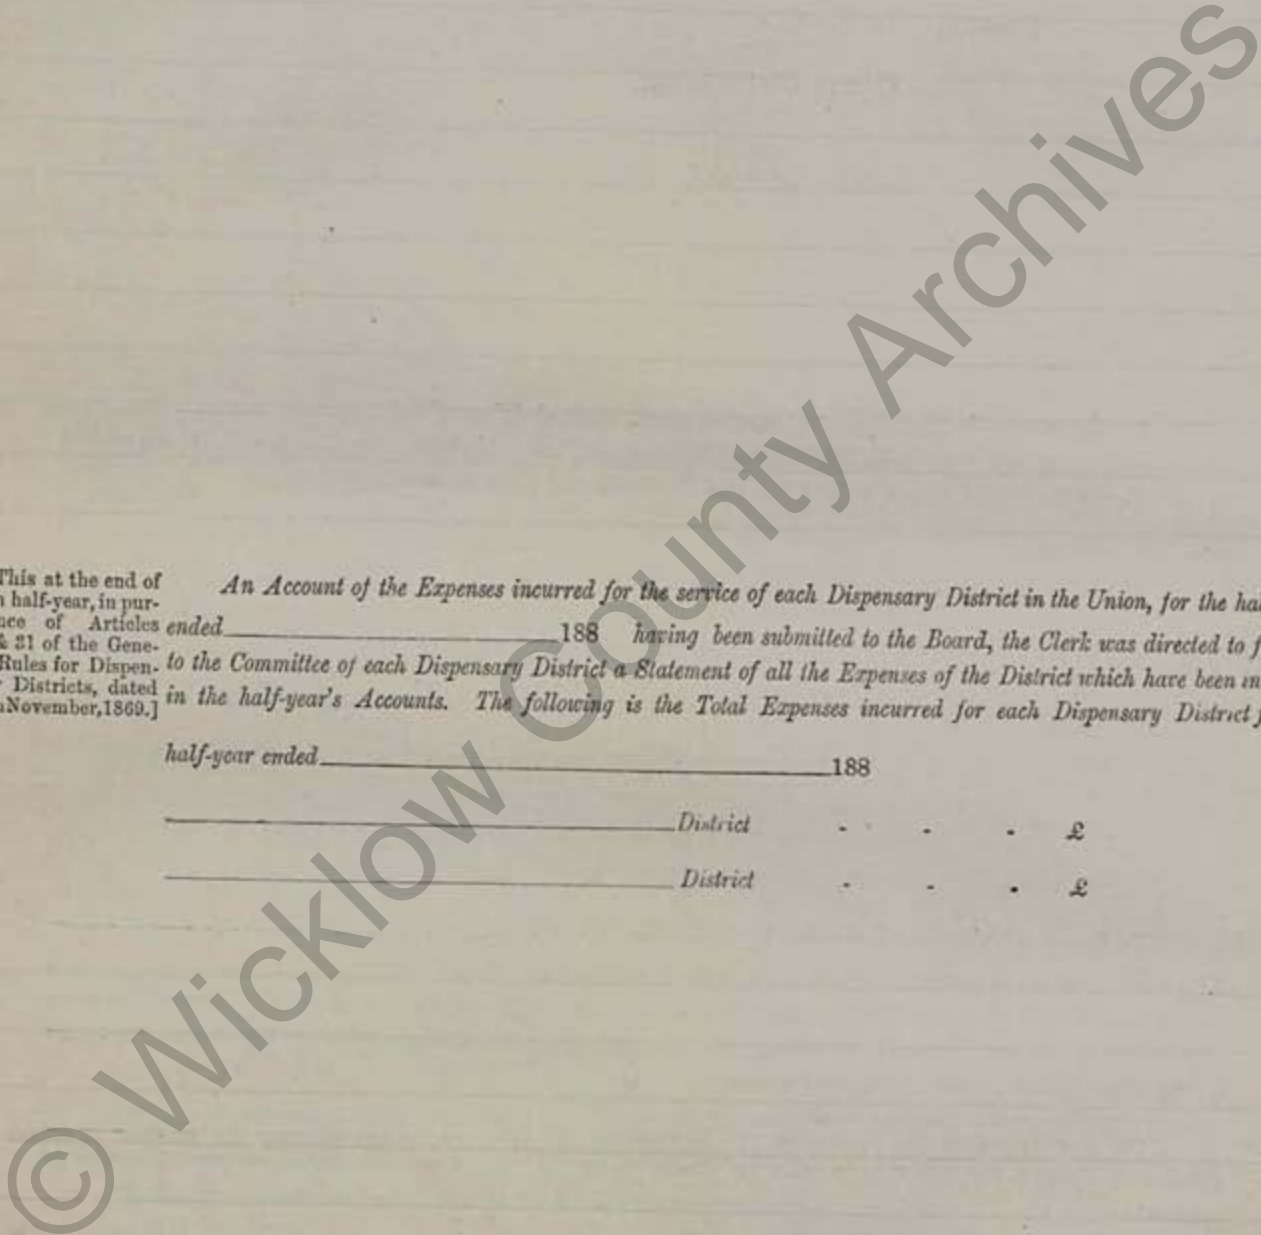 This at the end of
half-year, in pur-
ce of Articles
& 21 of the Gene-
Rules for Dispen-
Districts, dated
November, 1869.]
An Account of the Expenses incurred for the service of each Dispensary District in the Union, for the ha
ended 188 having been submitted to the Board, the Clerk was directed to f
to the Committee of each Dispensary District a Statement of all the Expenses of the District which have been in
in the half-year's Accounts. The following is the Total Expenses incurred for each Dispensary District f
half-year ended 188
District - - - £
District - - - £
© Wicklow County Archives